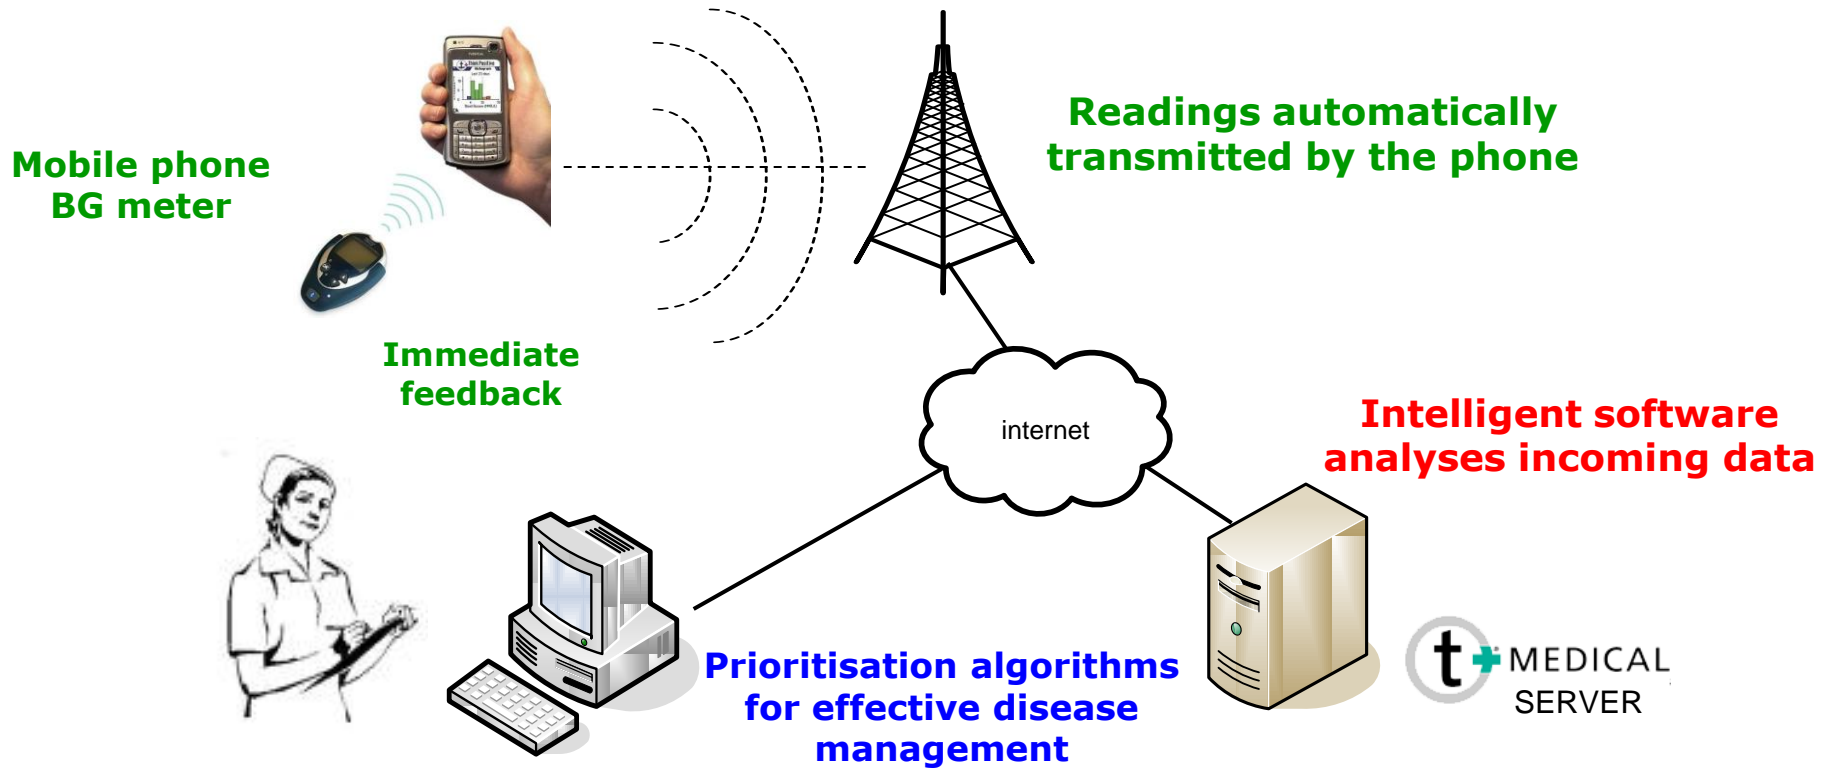 Mobile phone
BG meter
Readings automatically
transmitted by the phone
Immediate
feedback
internet
Intelligent software
analyses incoming data
Prioritisation algorithms
for effective disease
management
t+ MEDICAL
SERVER